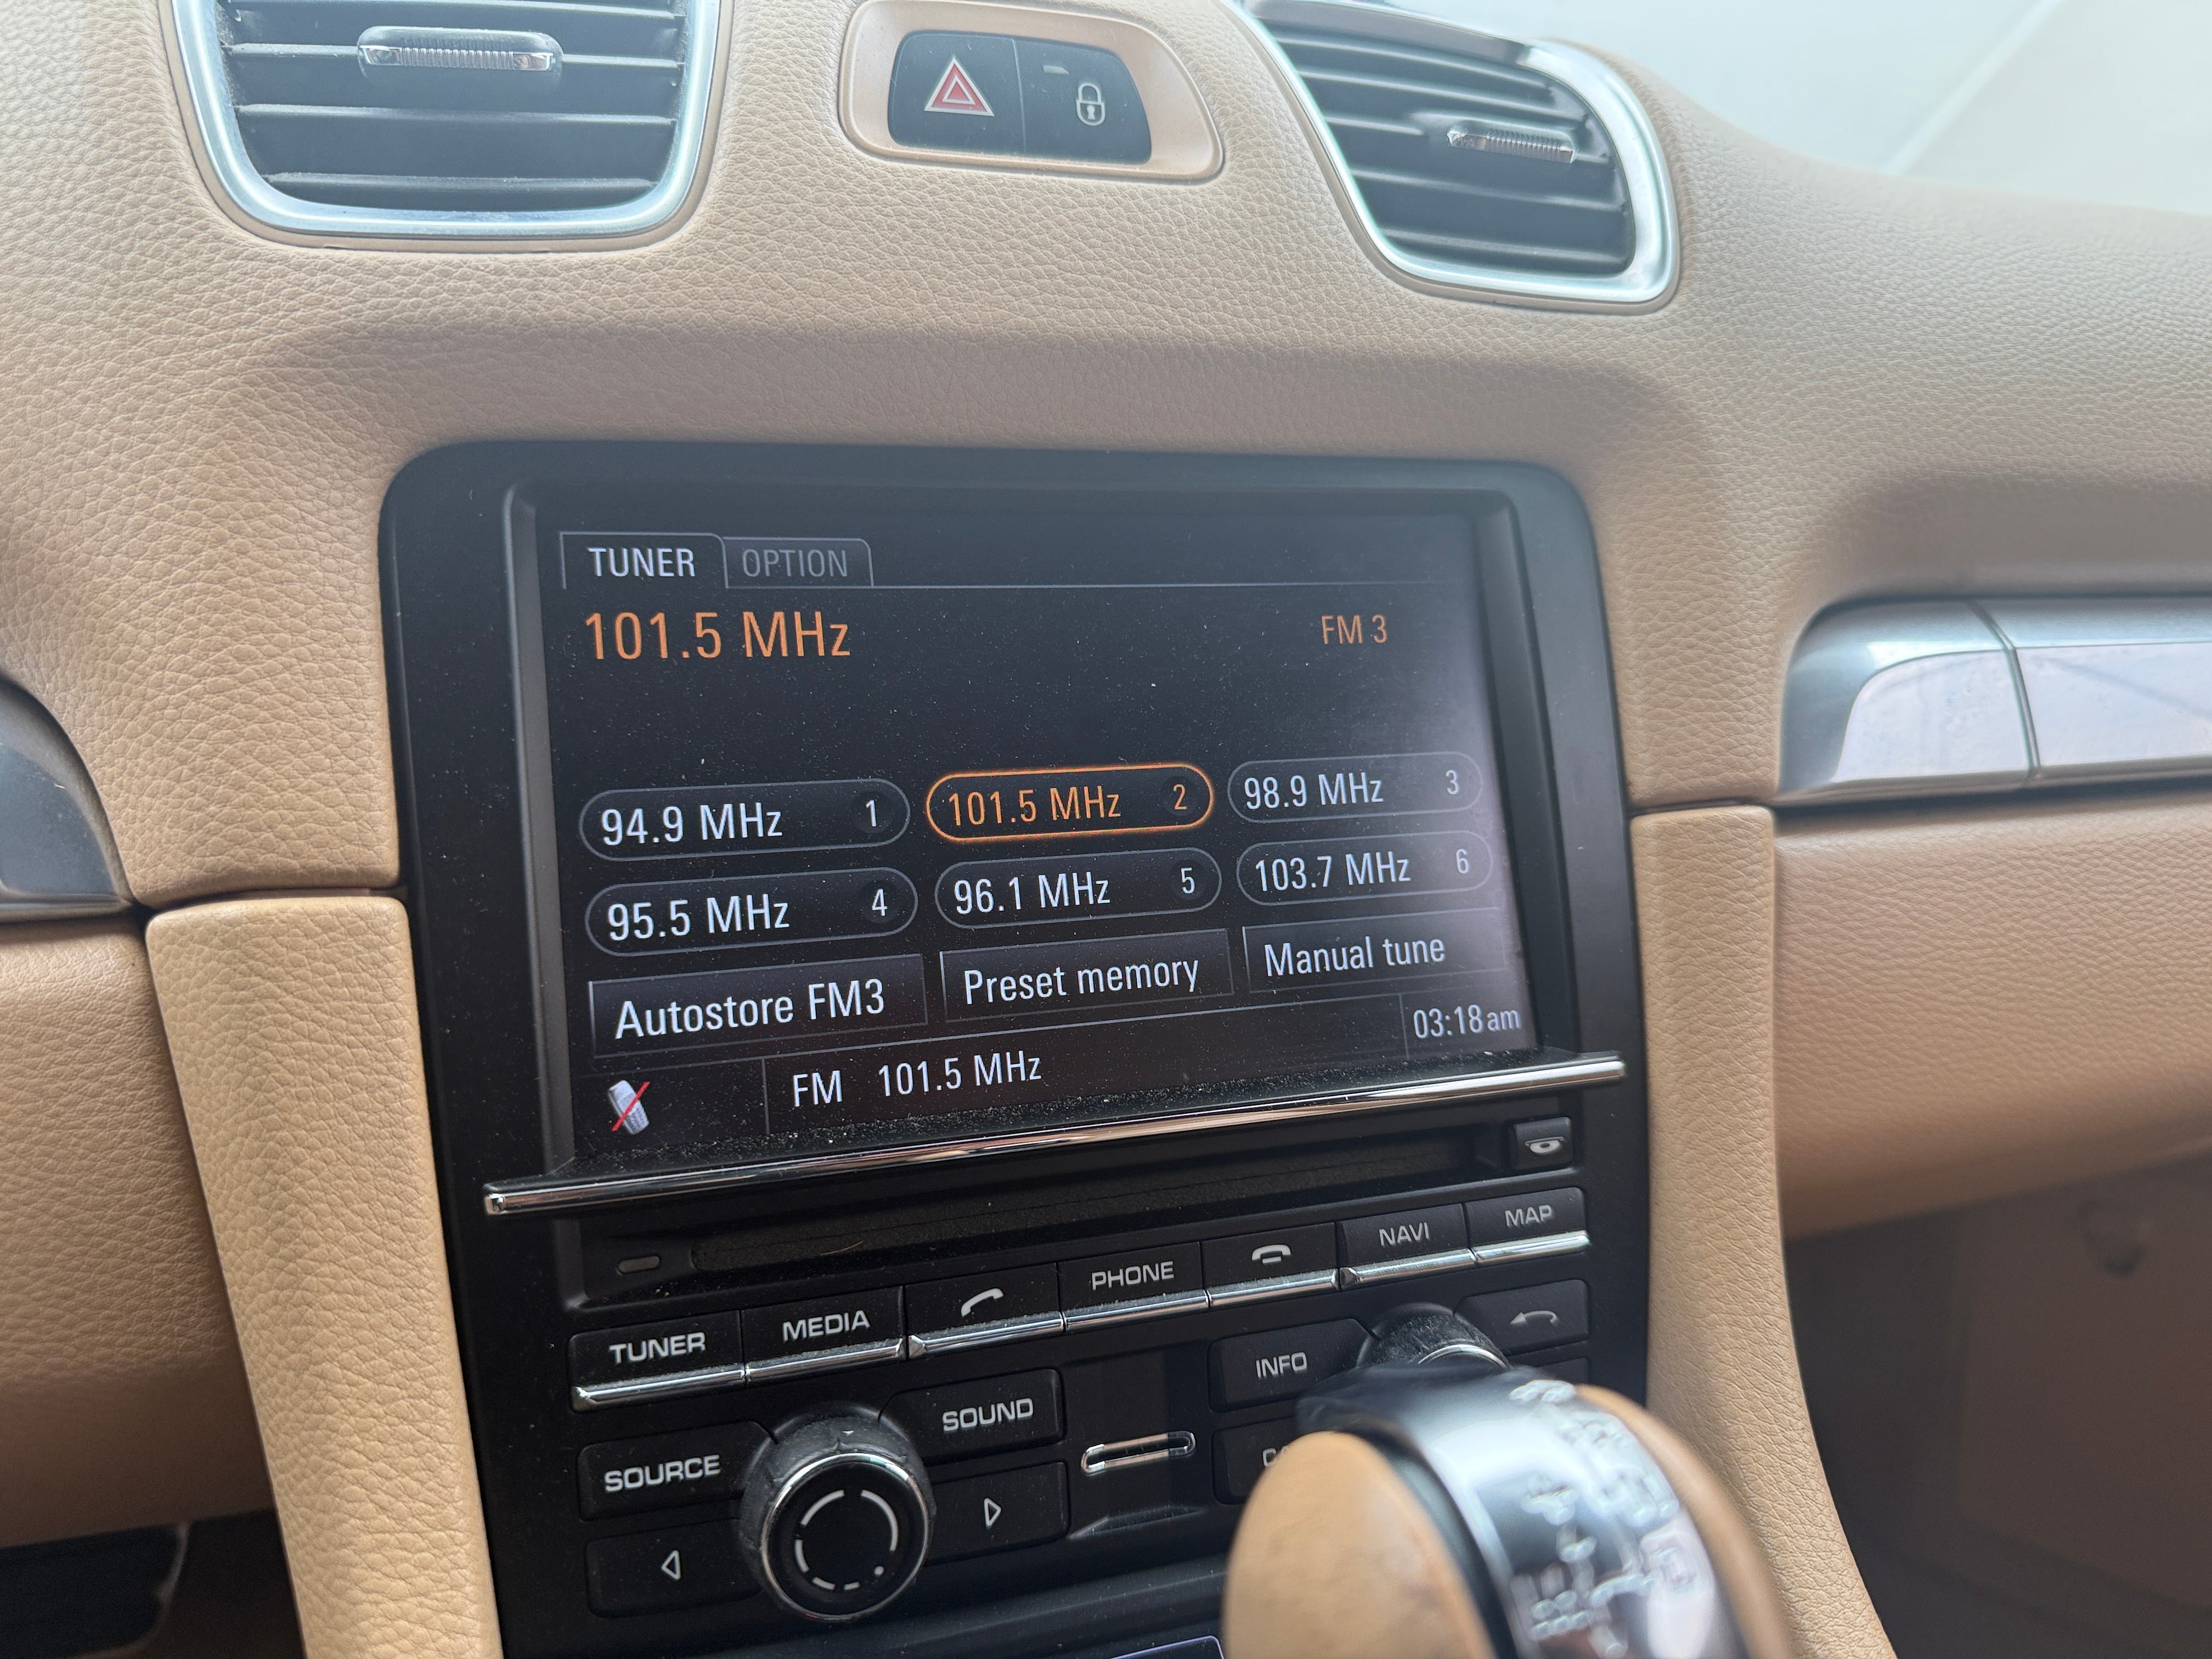 TUNER OPTION
101.5 MHz FM 3
94.9 MHz 1 101.5 MHz 2 98.9 MHz 3
95.5 MHz 4 96.1 MHz 5 103.7 MHz 6
Autostore FM3 Preset memory Manual tune
FM 101.5 MHz 03:18am
TUNER MEDIA PHONE NAVI MAP
SOURCE SOUND INFO